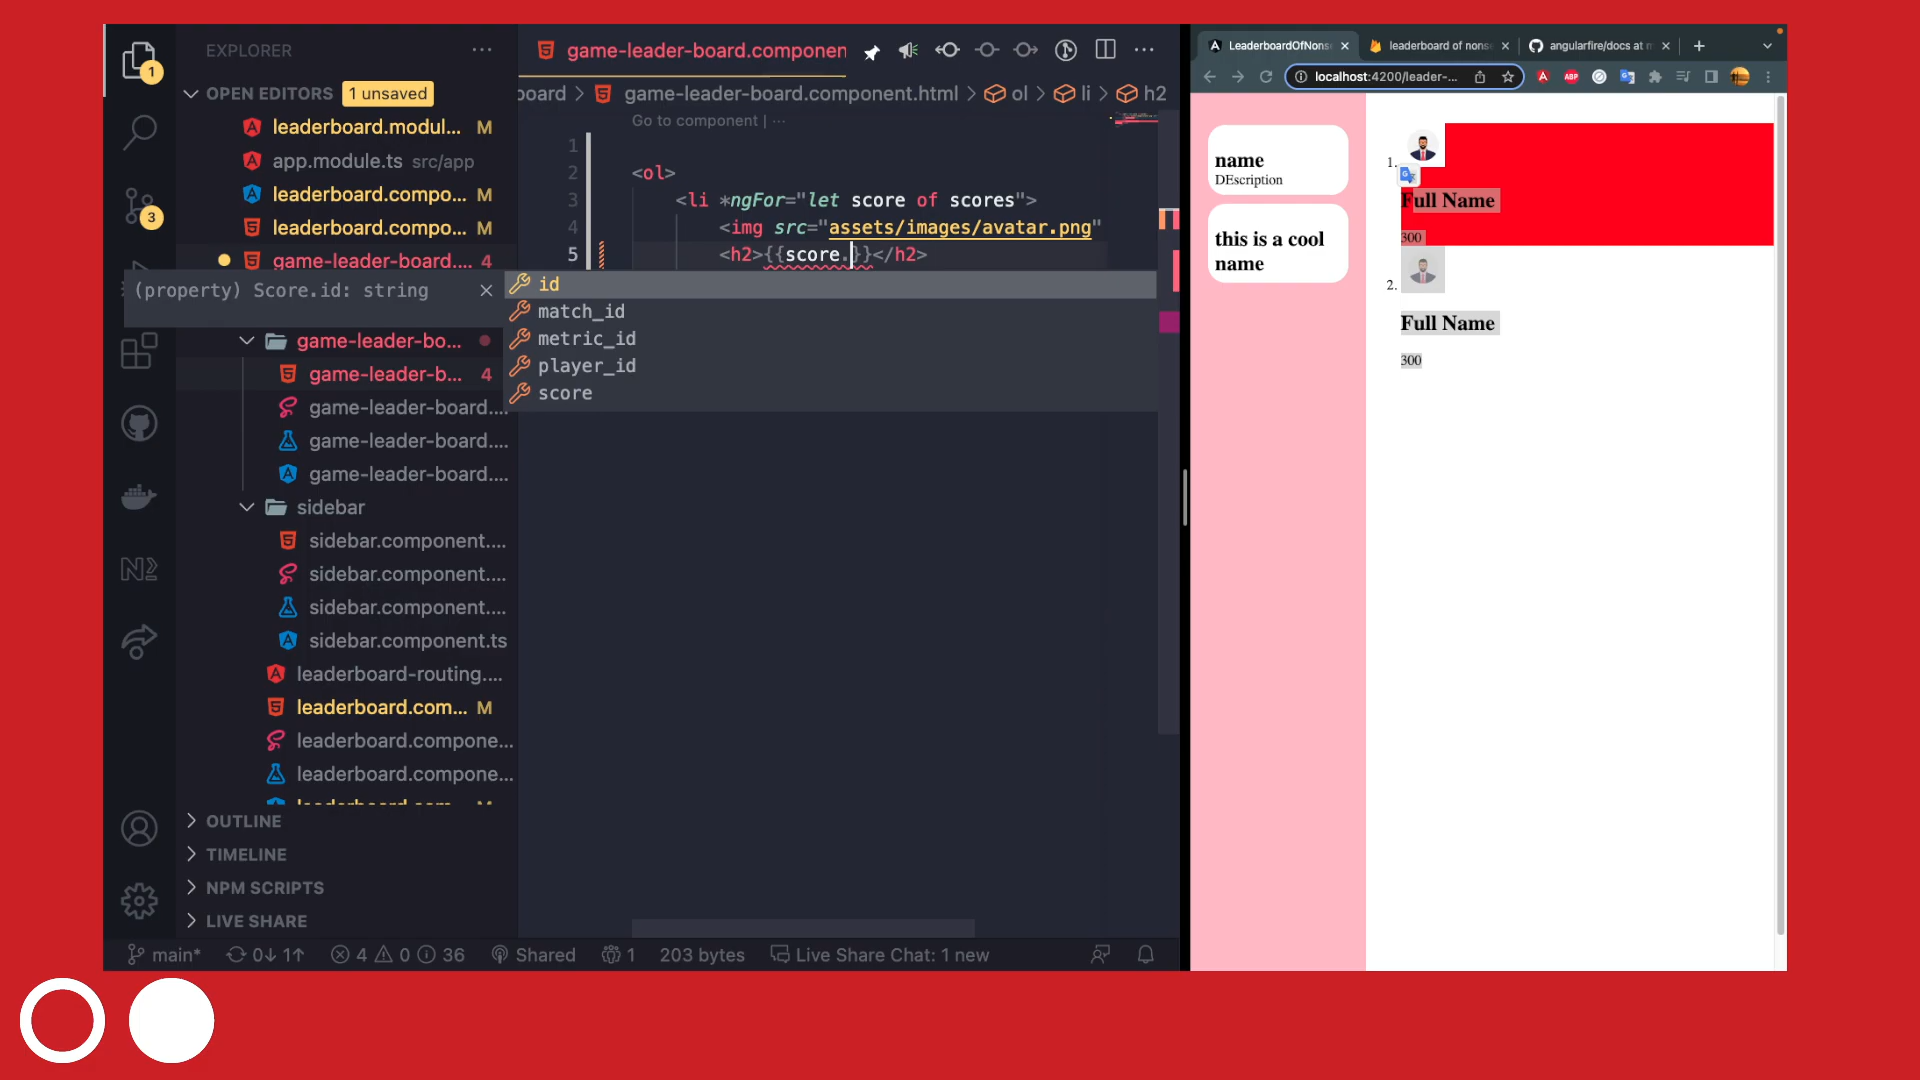 EXPLORER
OPEN EDITORS 1 unsaved
leaderboard.modul... M
app.module.ts src/app
leaderboard.compo... M
leaderboard.compo... M
game-leader-board.... 4
(property) Score.id: string
game-leader-bo...
game-leader-b... 4
game-leader-board....
game-leader-board....
game-leader-board....
sidebar
sidebar.component....
sidebar.component....
sidebar.component....
sidebar.component.ts
leaderboard-routing....
leaderboard.com... M
leaderboard.compone...
leaderboard.compone...
OUTLINE
TIMELINE
NPM SCRIPTS
LIVE SHARE
1
3
game-leader-board.componen
board > game-leader-board.component.html > ol > li > h2
Go to component | ...
1
2 <ol>
3 <li *ngFor="let score of scores">
4 <img src="assets/images/avatar.png"
5 <h2>{{score.}}</h2>
id
match_id
metric_id
player_id
score
main* 0↓ 1↑ 4 0 36 Shared 1 203 bytes Live Share Chat: 1 new
LeaderboardOfNons
leaderboard of nons
angularfire/docs at m
localhost:4200/leader-...
ABP
name
DEscription
this is a cool
name
1.
Full Name
300
2.
Full Name
300